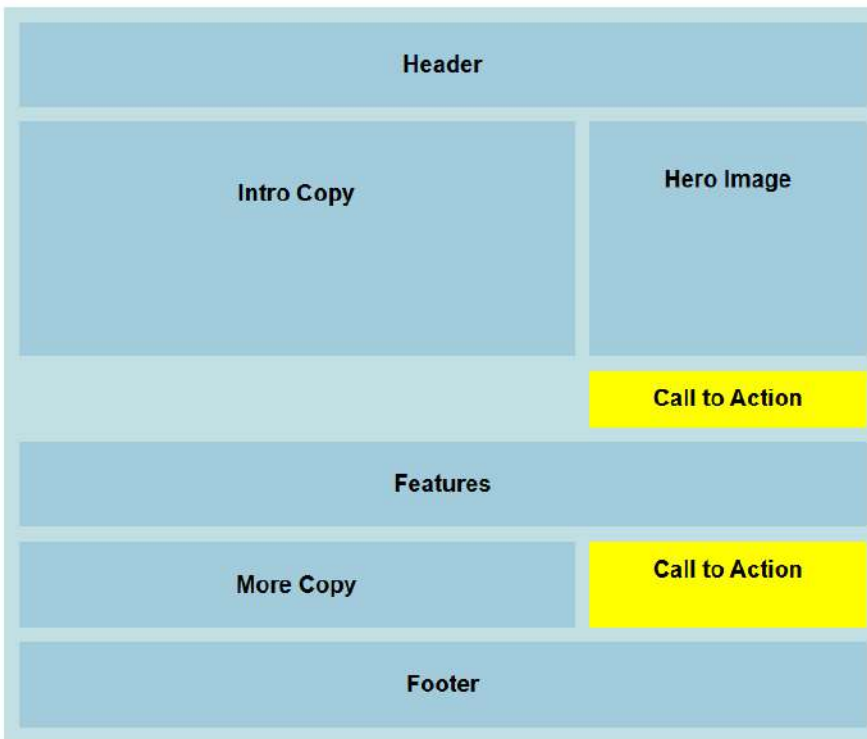 Header
Intro Copy
Hero Image
Call to Action
Features
More Copy
Call to Action
Footer